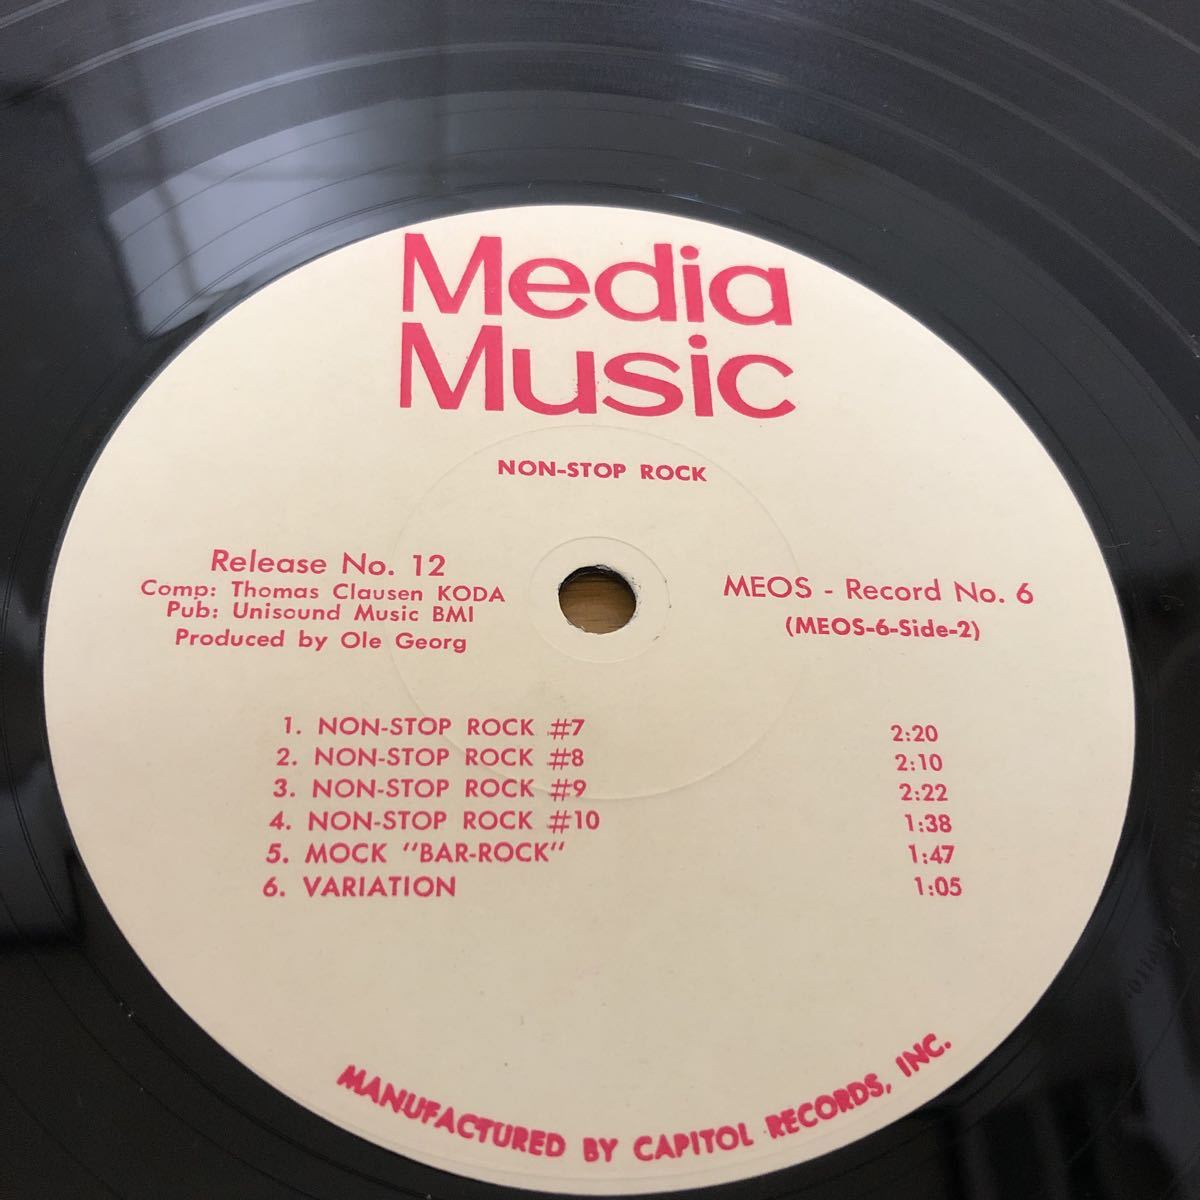 Media
Music
NON-STOP ROCK
Release No. 12
Comp: Thomas Clausen KODA
Pub: Unisound Music BMI
Produced by Ole Georg
MEOS - Record No. 6
(MEOS-6-Side-2)
1. NON-STOP ROCK #7 2:20
2. NON-STOP ROCK #8 2:10
3. NON-STOP ROCK #9 2:22
4. NON-STOP ROCK #10 1:38
5. MOCK "BAR-ROCK" 1:47
6. VARIATION 1:05
MANUFACTURED BY CAPITOL RECORDS, INC.